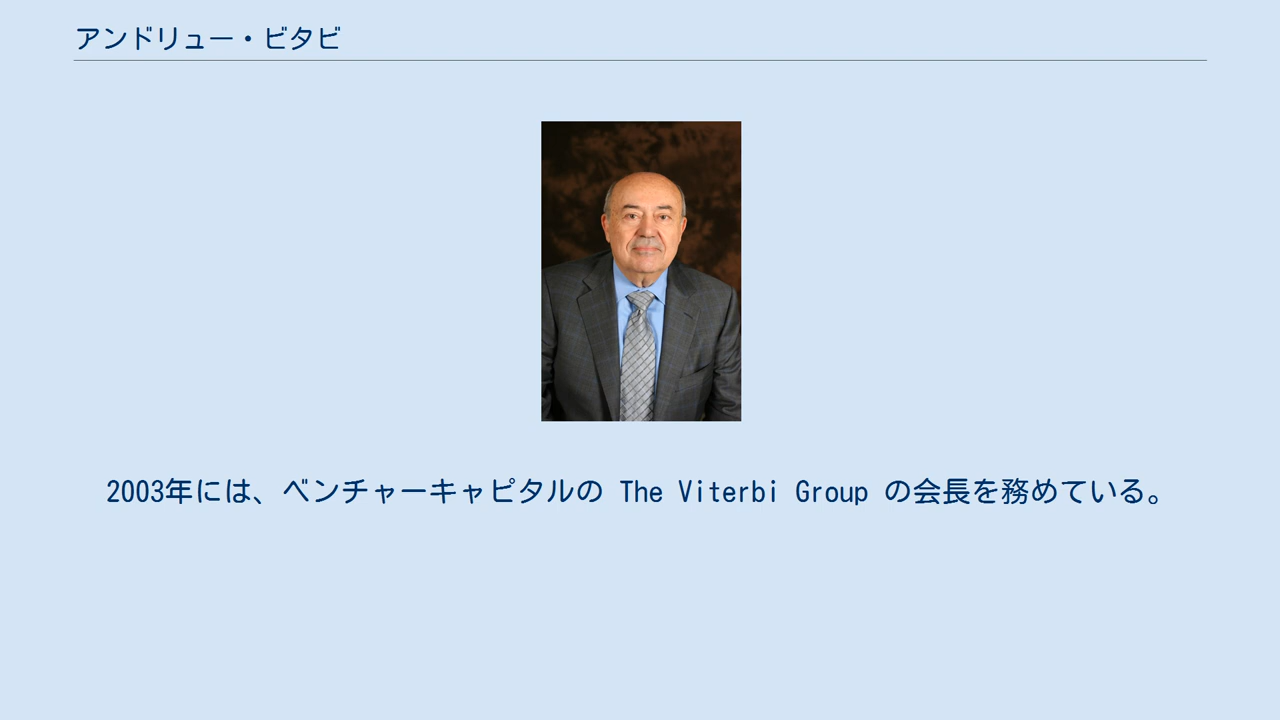 アンドリュー・ビタビ
2003年には、ベンチャーキャピタルの The Viterbi Group の会長を務めている。